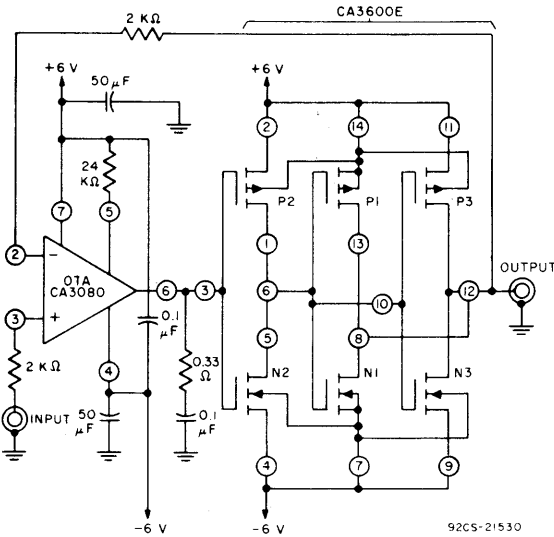 CA3600E
2 KΩ
+6 V
50 µF
+6 V
2
14
11
24
KΩ
7
5
P2
P1
P3
1
13
2
−
OTA
CA3080
+
6
3
6
10
12
OUTPUT
3
0.1
µF
5
8
4
0.33
Ω
2 KΩ
N2
N1
N3
INPUT
50
µF
0.1
µF
4
7
9
−6 V
−6 V
92CS-21530